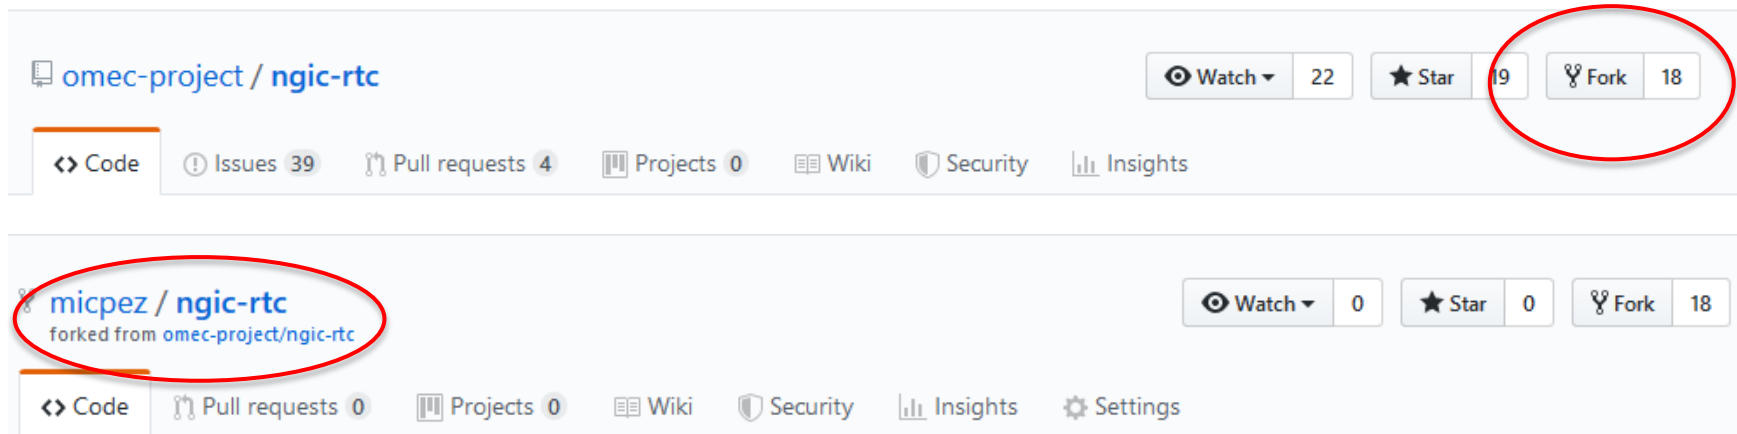 omec-project / ngic-rtc Watch 22 Star 19 Fork 18
Code Issues 39 Pull requests 4 Projects 0 Wiki Security Insights
micpez / ngic-rtc Watch 0 Star 0 Fork 18
forked from omec-project/ngic-rtc
Code Pull requests 0 Projects 0 Wiki Security Insights Settings